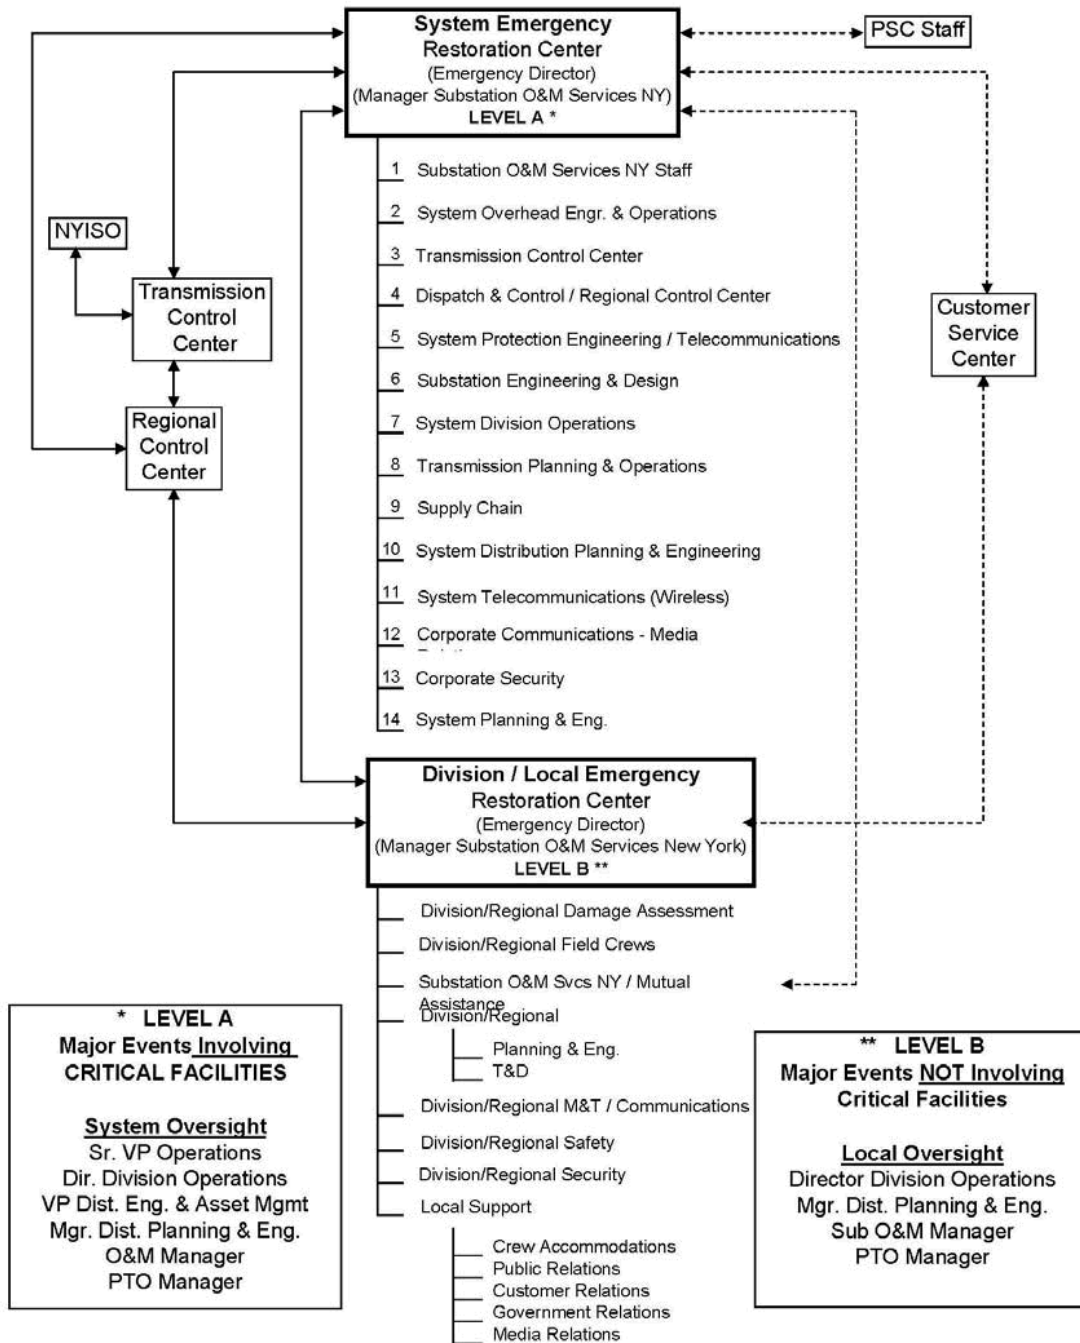 System Emergency
Restoration Center
(Emergency Director)
(Manager Substation O&M Services NY)
LEVEL A *
PSC Staff
1 Substation O&M Services NY Staff
2 System Overhead Engr. & Operations
3 Transmission Control Center
4 Dispatch & Control / Regional Control Center
5 System Protection Engineering / Telecommunications
6 Substation Engineering & Design
7 System Division Operations
8 Transmission Planning & Operations
9 Supply Chain
10 System Distribution Planning & Engineering
11 System Telecommunications (Wireless)
12 Corporate Communications - Media
13 Corporate Security
14 System Planning & Eng.
NYISO
Transmission
Control
Center
Regional
Control
Center
Customer
Service
Center
Division / Local Emergency
Restoration Center
(Emergency Director)
(Manager Substation O&M Services New York)
LEVEL B **
Division/Regional Damage Assessment
Division/Regional Field Crews
Substation O&M Svcs NY / Mutual
Assistance
Division/Regional
Planning & Eng.
T&D
Division/Regional M&T / Communications
Division/Regional Safety
Division/Regional Security
Local Support
Crew Accommodations
Public Relations
Customer Relations
Government Relations
Media Relations
* LEVEL A
Major Events Involving
CRITICAL FACILITIES
System Oversight
Sr. VP Operations
Dir. Division Operations
VP Dist. Eng. & Asset Mgmt
Mgr. Dist. Planning & Eng.
O&M Manager
PTO Manager
** LEVEL B
Major Events NOT Involving
Critical Facilities
Local Oversight
Director Division Operations
Mgr. Dist. Planning & Eng.
Sub O&M Manager
PTO Manager